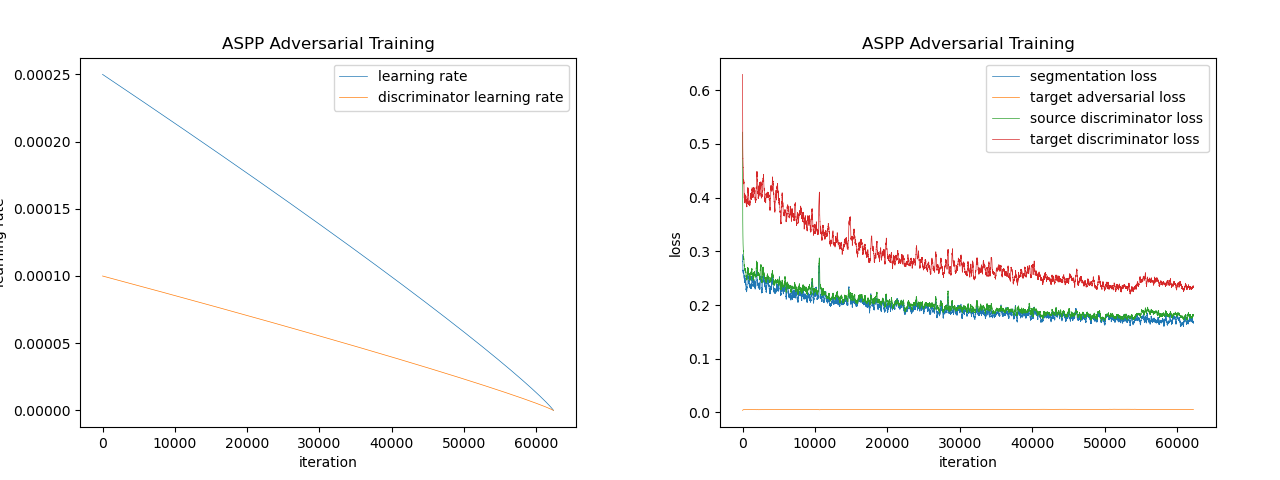 ASPP Adversarial Training
learning rate
discriminator learning rate
0.00025
0.00020
0.00015
0.00010
0.00005
0.00000
0 10000 20000 30000 40000 50000 60000
iteration
ASPP Adversarial Training
segmentation loss
target adversarial loss
source discriminator loss
target discriminator loss
loss
0.6
0.5
0.4
0.3
0.2
0.1
0.0
0 10000 20000 30000 40000 50000 60000
iteration